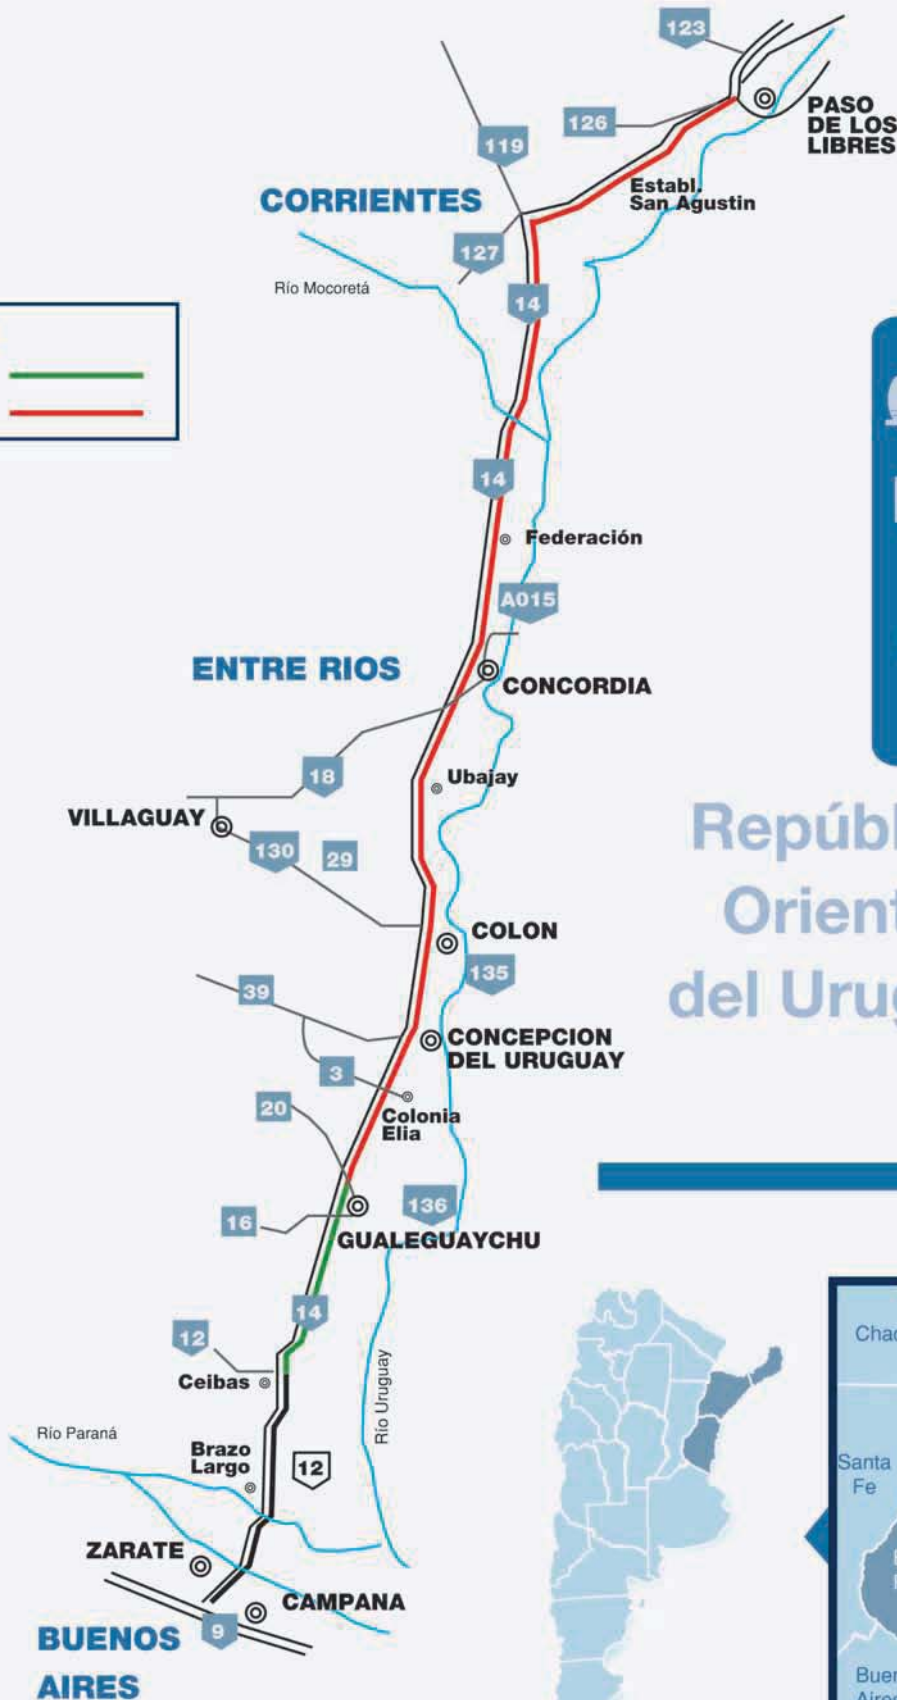 123
PASO
DE LOS
LIBRES
126
119
Establ.
San Agustin
CORRIENTES
127
Río Mocoretá
14
14
Federación
A015
ENTRE RIOS
CONCORDIA
18
Ubajay
VILLAGUAY
130
29
COLON
135
39
CONCEPCION
DEL URUGUAY
3
20
Colonia
Elia
136
16
GUALEGUAYCHU
14
12
Ceibas
Río Uruguay
Río Paraná
Brazo
Largo
12
ZARATE
CAMPANA
9
BUENOS
AIRES
Repúbl
Orient
del Urug
Chac
Santa
Fe
Buen
Aires